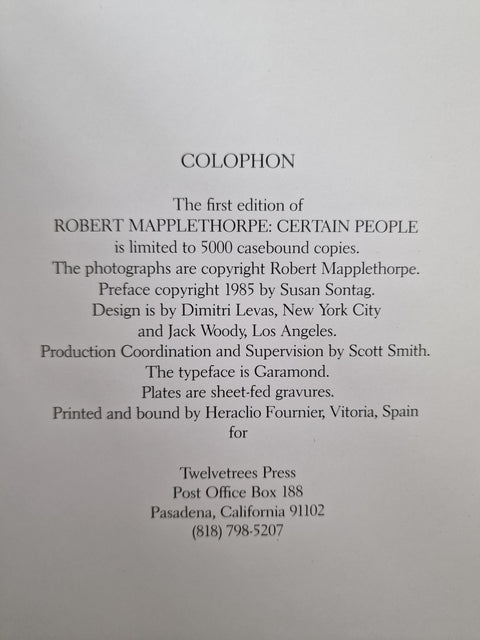 COLOPHON
The first edition of
ROBERT MAPPLETHORPE: CERTAIN PEOPLE
is limited to 5000 casebound copies.
The photographs are copyright Robert Mapplethorpe.
Preface copyright 1985 by Susan Sontag.
Design is by Dimitri Levas, New York City
and Jack Woody, Los Angeles.
Production Coordination and Supervision by Scott Smith.
The typeface is Garamond.
Plates are sheet-fed gravures.
Printed and bound by Heraclio Fournier, Vitoria, Spain
for
Twelvetrees Press
Post Office Box 188
Pasadena, California 91102
(818) 798-5207